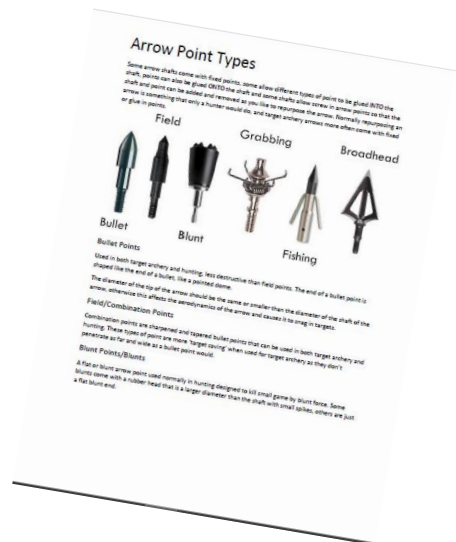 Arrow Point Types
Some arrow shafts come with fixed points, some allow different types of point to be glued INTO the
shaft, points can also be glued ONTO the shaft and some shafts allow screw in arrow points so that the
shaft and point can be added and removed as you like to repurpose the arrow. Normally repurposing an
arrow is something that only a hunter would do, and target archery arrows more often come with fixed
or glue in points.
Field
Grabbing
Broadhead
Bullet
Blunt
Fishing
Bullet Points
Used in both target archery and hunting, less destructive than field points. The end of a bullet point is
shaped like the end of a bullet, like a pointed dome.
The diameter of the tip of the arrow should be the same or smaller than the diameter of the shaft of the
arrow, otherwise this affects the aerodynamics of the arrow and causes it to snag in targets.
Field/Combination Points
Combination points are sharpened and tapered bullet points that can be used in both target archery and
hunting. These types of point are more 'target saving' when used for target archery as they don't
penetrate as far and wide as a bullet point would.
Blunt Points/Blunts
A flat or blunt arrow point used normally in hunting designed to kill small game by blunt force. Some
blunts come with a rubber head that is a larger diameter than the shaft with small spikes, others are just
a flat blunt end.